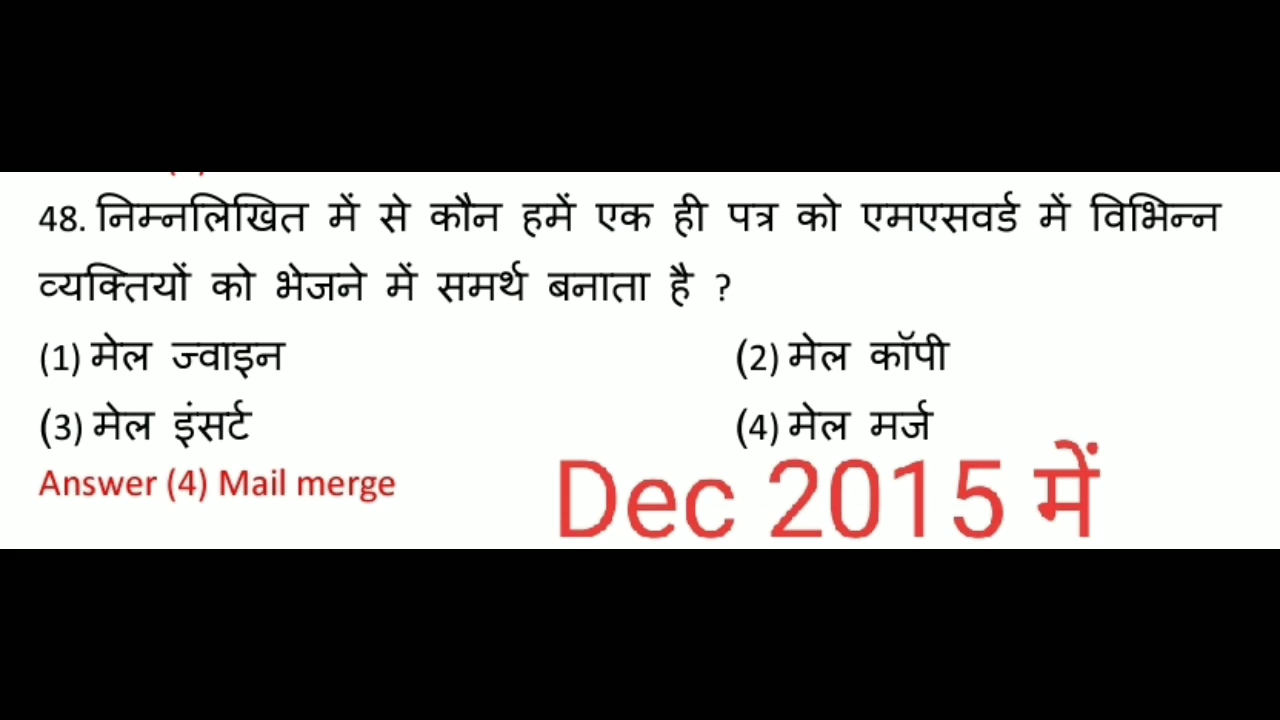 48. निम्नलिखित में से कौन हमें एक ही पत्र को एमएसवर्ड में विभिन्न
व्यक्तियों को भेजने में समर्थ बनाता है ?
(1) मेल ज्वाइन (2) मेल कॉपी
(3) मेल इंसर्ट (4) मेल मर्ज
Answer (4) Mail merge
Dec 2015 में